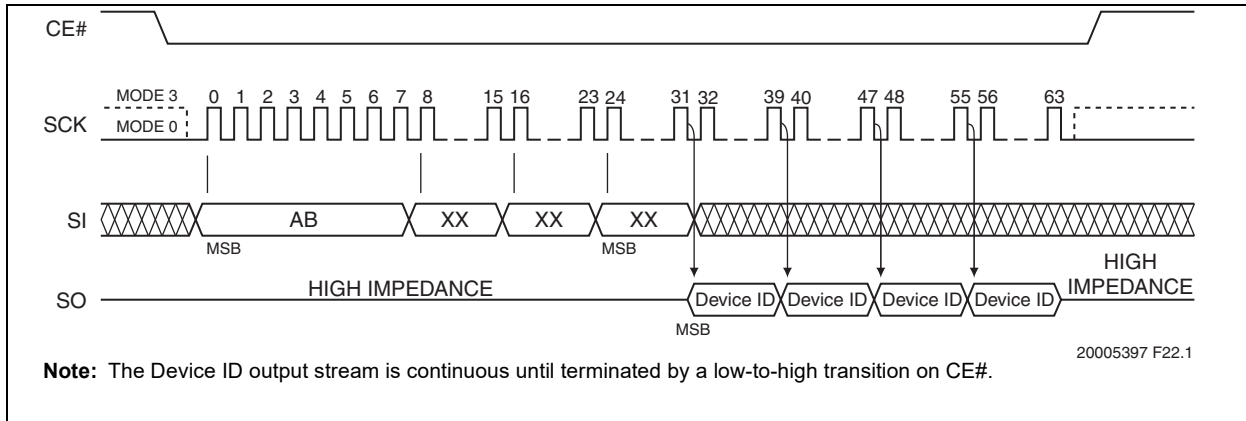 CE#
MODE 3
MODE 0
SCK
0 1 2 3 4 5 6 7 8 15 16 23 24 31 32 39 40 47 48 55 56 63
SI
AB XX XX XX
MSB MSB
SO
HIGH IMPEDANCE
Device ID Device ID Device ID Device ID
HIGH
IMPEDANCE
MSB
20005397 F22.1
Note: The Device ID output stream is continuous until terminated by a low-to-high transition on CE#.